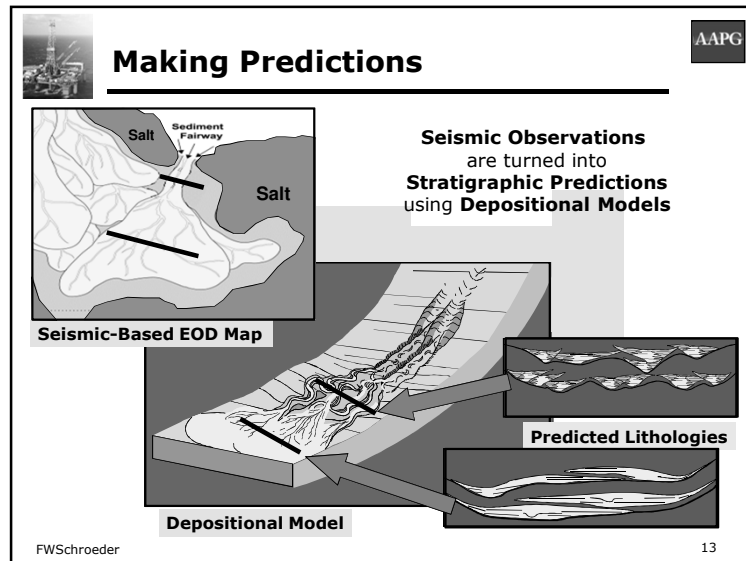 AAPG
Making Predictions
Sediment
Fairway
Salt
Salt
Seismic Observations
are turned into
Stratigraphic Predictions
using Depositional Models
Seismic-Based EOD Map
Predicted Lithologies
Depositional Model
FWSchroeder
13